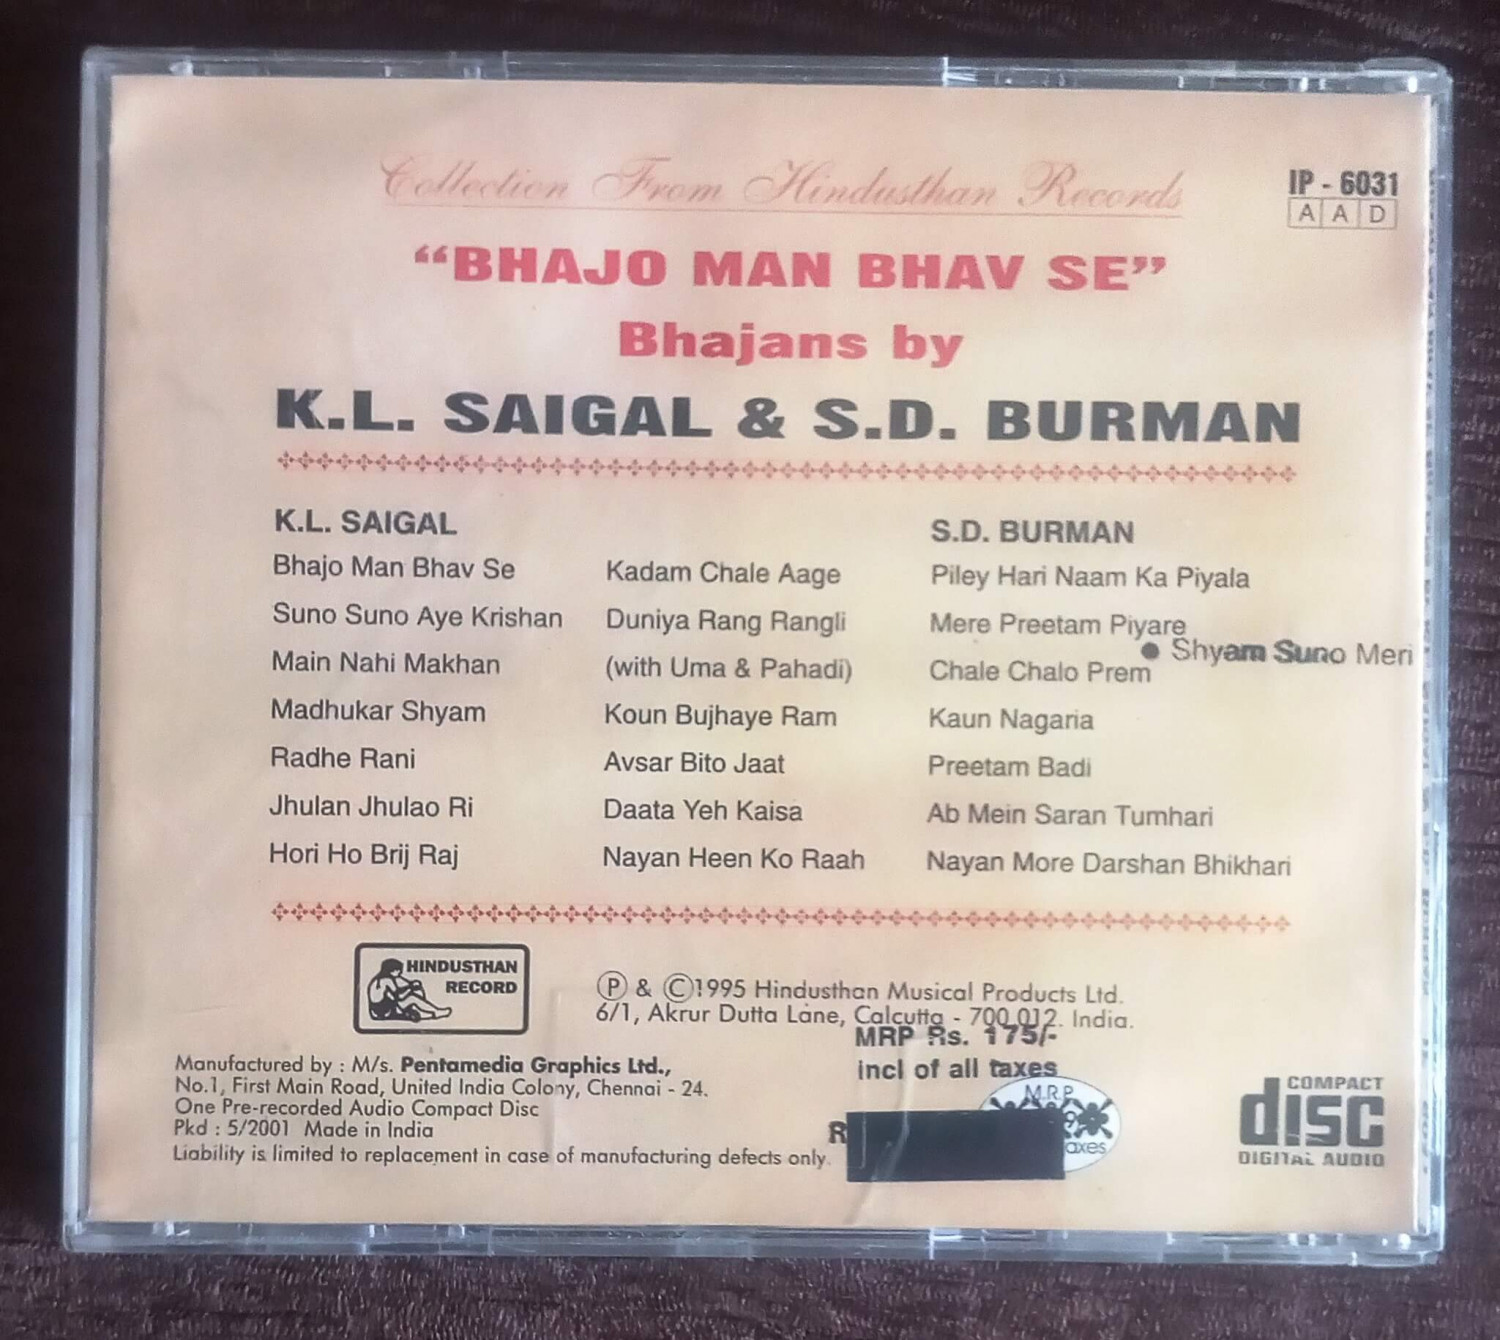 Collection From Hindusthan Records
IP - 6031
A A D
“BHAJO MAN BHAV SE”
Bhajans by
K.L. SAIGAL & S.D. BURMAN
K.L. SAIGAL
Bhajo Man Bhav Se
Suno Suno Aye Krishan
Main Nahi Makhan
Madhukar Shyam
Radhe Rani
Jhulan Jhulao Ri
Hori Ho Brij Raj
Kadam Chale Aage
Duniya Rang Rangli
(with Uma & Pahadi)
Koun Bujhaye Ram
Avsar Bito Jaat
Daata Yeh Kaisa
Nayan Heen Ko Raah
S.D. BURMAN
Piley Hari Naam Ka Piyala
Mere Preetam Piyare
● Shyam Suno Meri
Chale Chalo Prem
Kaun Nagaria
Preetam Badi
Ab Mein Saran Tumhari
Nayan More Darshan Bhikhari
HINDUSTHAN
RECORD
Ⓟ & ©1995 Hindusthan Musical Products Ltd.
6/1, Akrur Dutta Lane, Calcutta - 700 012. India.
MRP Rs. 175/-
incl of all taxes
Manufactured by : M/s. Pentamedia Graphics Ltd.,
No.1, First Main Road, United India Colony, Chennai - 24.
One Pre-recorded Audio Compact Disc
Pkd : 5/2001 Made in India
Liability is limited to replacement in case of manufacturing defects only.
M.R.P.
R
axes
COMPACT
disc
DIGITAL AUDIO